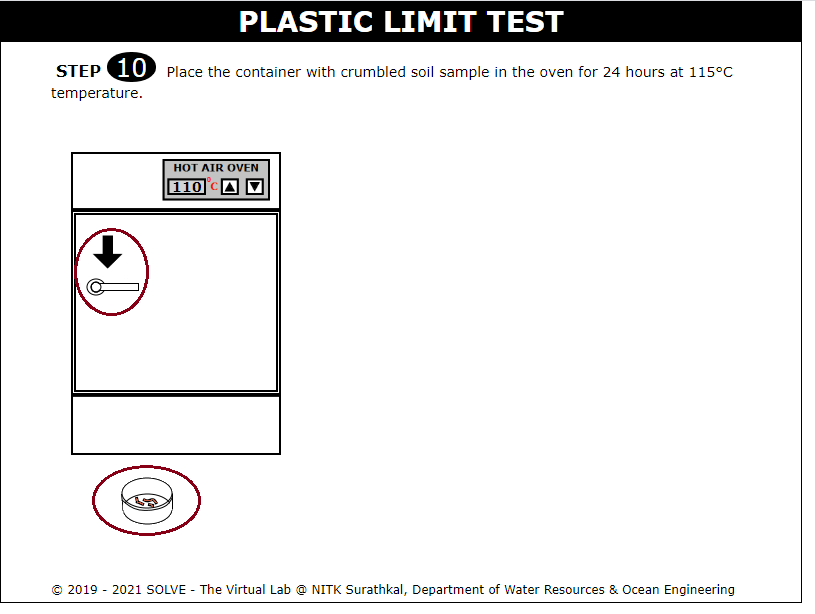 PLASTIC LIMIT TEST
STEP 10 Place the container with crumbled soil sample in the oven for 24 hours at 115°C
temperature.
HOT AIR OVEN
110 °C
© 2019 - 2021 SOLVE - The Virtual Lab @ NITK Surathkal, Department of Water Resources & Ocean Engineering